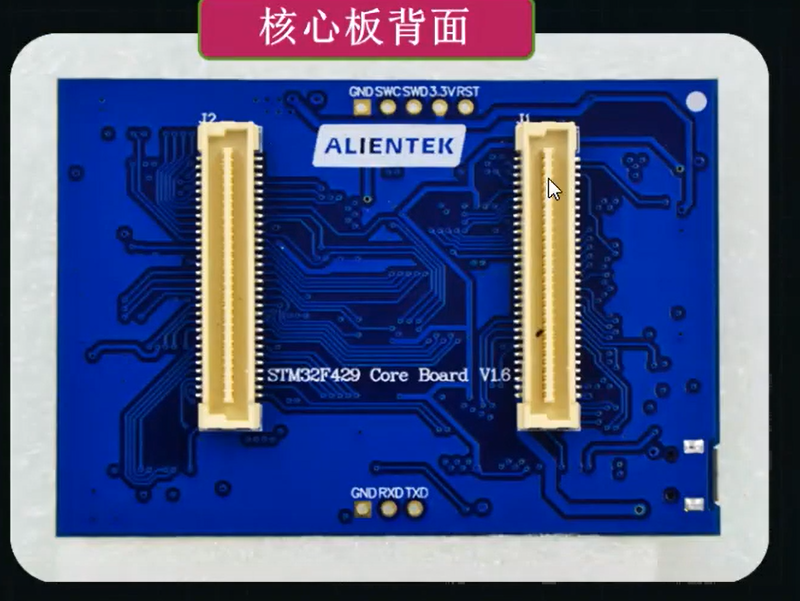 核心板背面
GND SWC SWD 3.3V RST
J2
J1
ALIENTEK
STM32F429 Core Board V1.6
GND RXD TXD